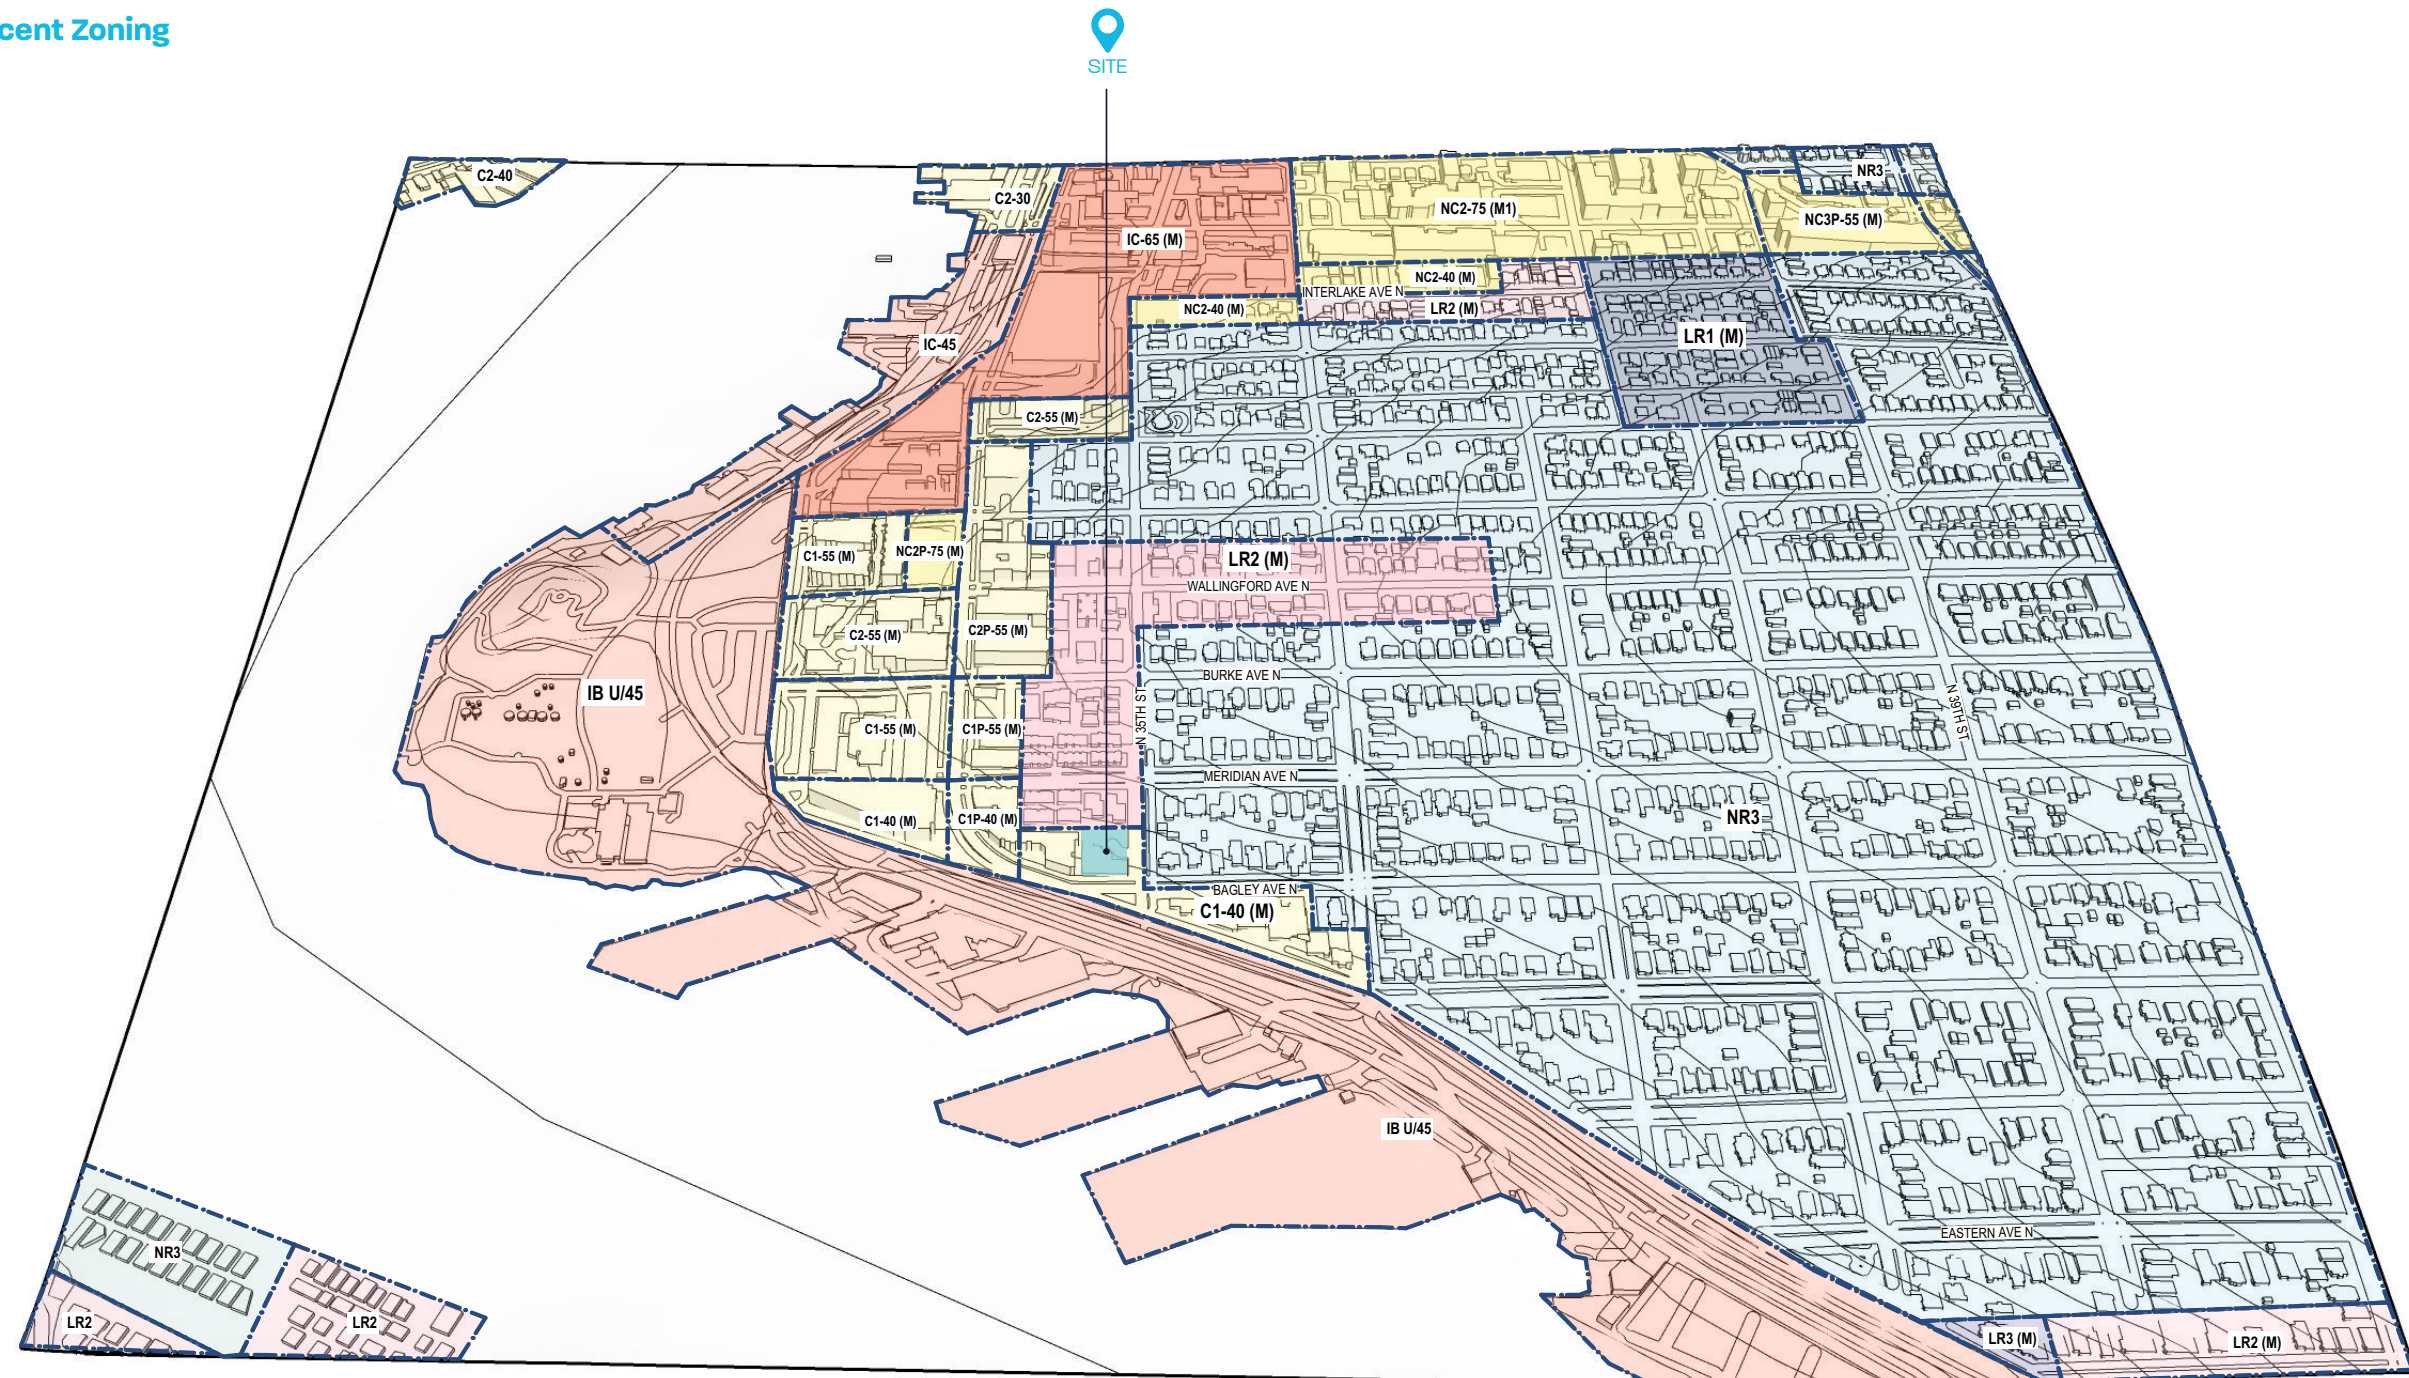 cent Zoning
SITE
C2-40
C2-30
IC-65 (M)
NC2-75 (M1)
NR3
NC3P-55 (M)
NC2-40 (M)
INTERLAKE AVE N
NC2-40 (M)
LR2 (M)
LR1 (M)
IC-45
C2-55 (M)
C1-55 (M)
NC2P-75 (M)
LR2 (M)
WALLINGFORD AVE N
C2-55 (M)
C2P-55 (M)
BURKE AVE N
IB U/45
N 35TH ST
N 39TH ST
C1-55 (M)
C1P-55 (M)
MERIDIAN AVE N
C1-40 (M)
C1P-40 (M)
NR3
BAGLEY AVE N
C1-40 (M)
IB U/45
EASTERN AVE N
NR3
LR2
LR2
LR3 (M)
LR2 (M)